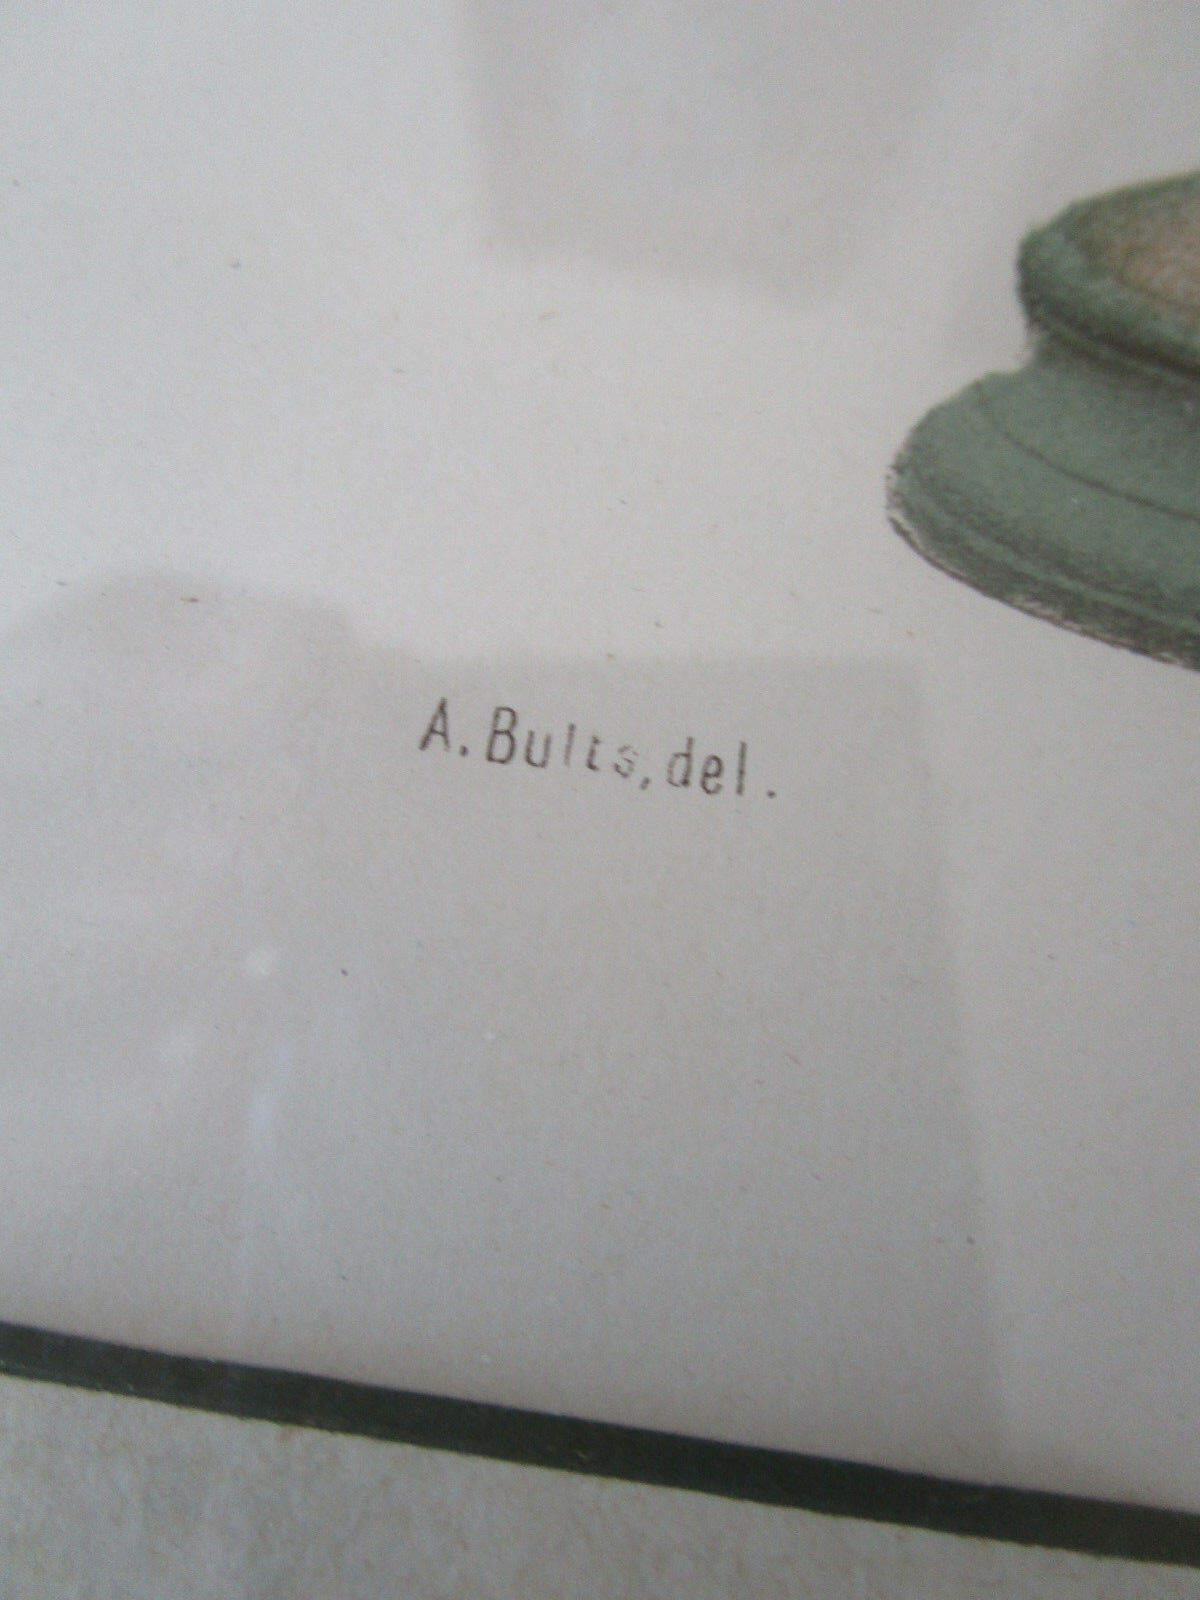 A. Bults, del.